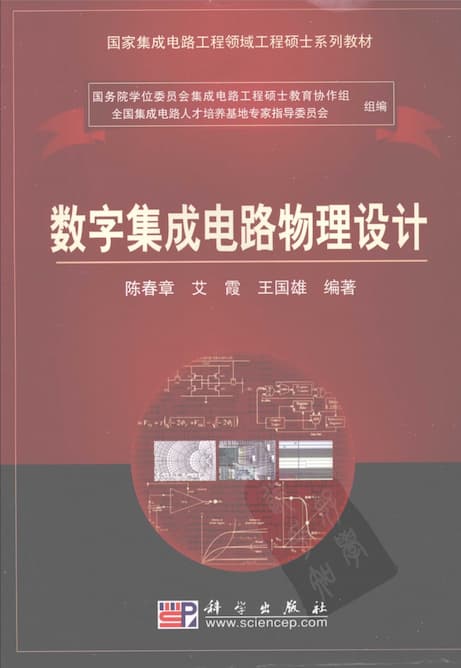 国家集成电路工程领域工程硕士系列教材
国务院学位委员会集成电路工程硕士教育协作组
全国集成电路人才培养基地专家指导委员会
组编
数字集成电路物理设计
陈春章 艾 霞 王国雄 编著
科学出版社
www.sciencep.com